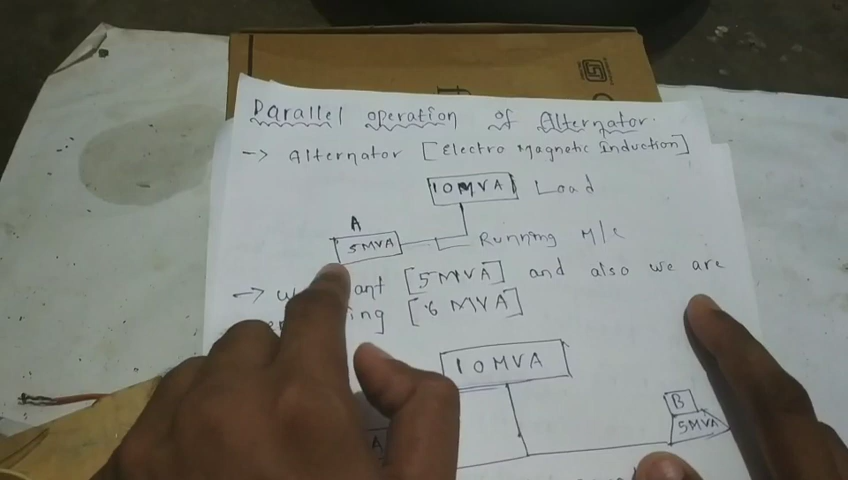 Parallel operation of Alternator.
-> Alternator [Electro Magnetic Induction]
10MVA Load
A
5MVA Running M/C
-> ant [5MVA] and also we are
ing [6 MVA]
10MVA
B
5MVA
A